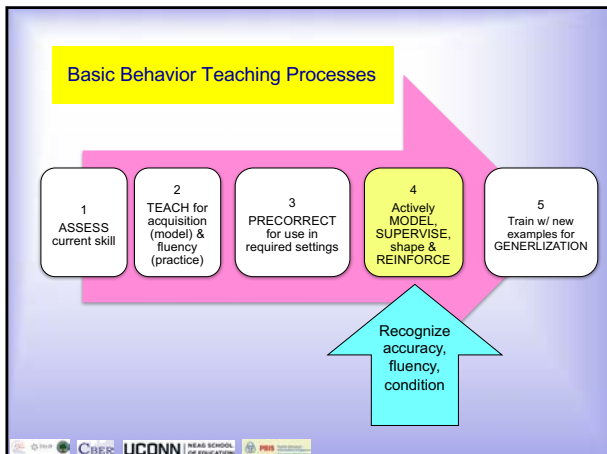 Basic Behavior Teaching Processes
1
ASSESS
current skill
2
TEACH for
acquisition
(model) &
fluency
(practice)
3
PRECORRECT
for use in
required settings
4
Actively
MODEL,
SUPERVISE,
shape &
REINFORCE
5
Train w/ new
examples for
GENERLIZATION
Recognize
accuracy,
fluency,
condition
CBER
UCONN
NEAG SCHOOL
OF EDUCATION
PBIS